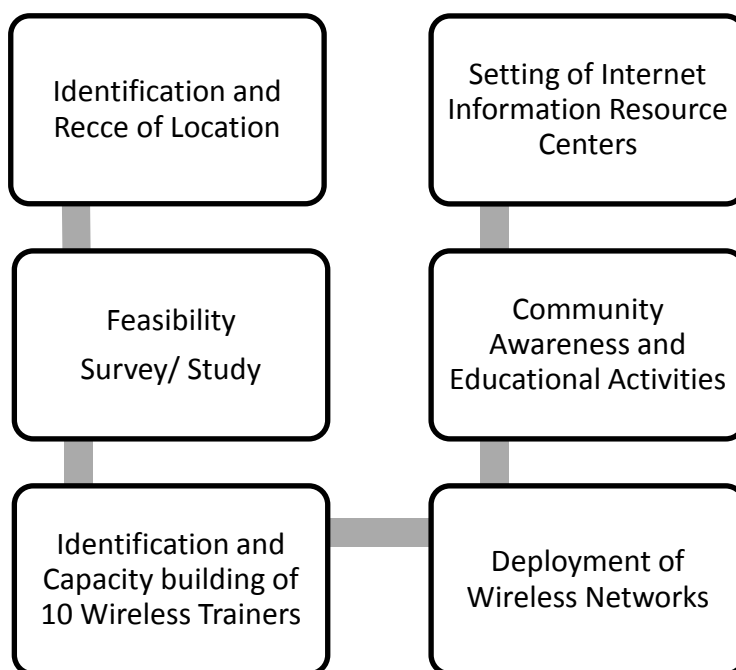 Identification and
Recce of Location
Feasibility
Survey/ Study
Identification and
Capacity building of
10 Wireless Trainers
Deployment of
Wireless Networks
Community
Awareness and
Educational Activities
Setting of Internet
Information Resource
Centers